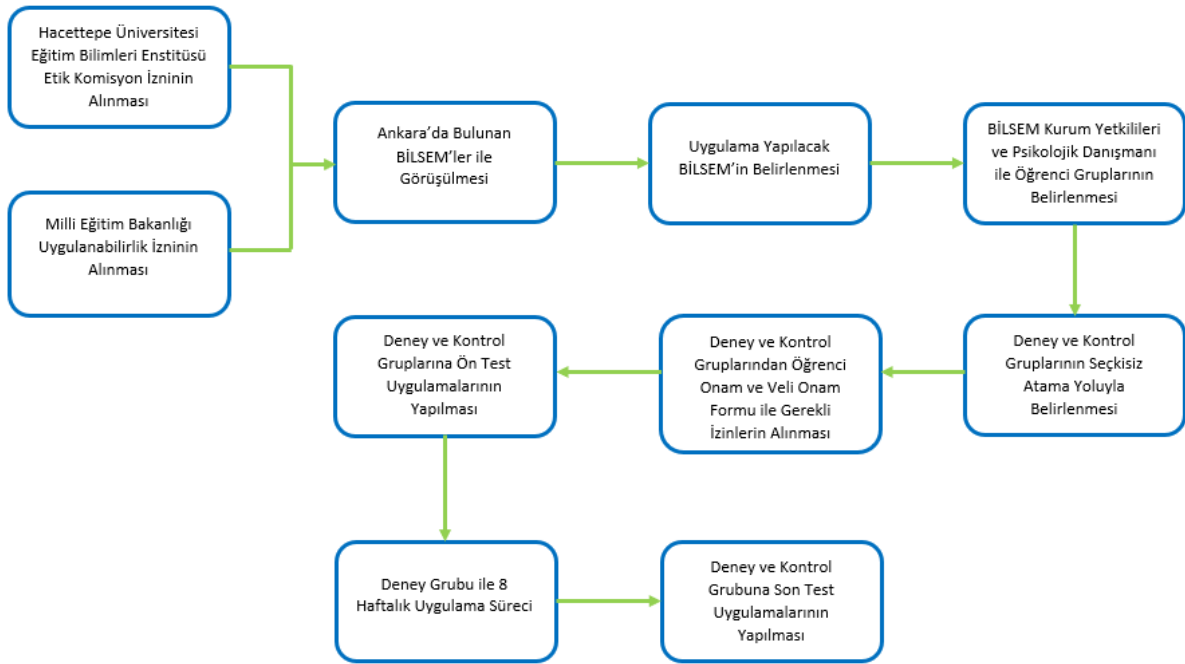 Hacettepe Üniversitesi
Eğitim Bilimleri Enstitüsü
Etik Komisyon İzninin
Alınması
Milli Eğitim Bakanlığı
Uygulanabilirlik İzninin
Alınması
Ankara’da Bulunan
BİLSEM’ler ile
Görüşülmesi
Uygulama Yapılacak
BİLSEM’in Belirlenmesi
BİLSEM Kurum Yetkilileri
ve Psikolojik Danışmanı
ile Öğrenci Gruplarının
Belirlenmesi
Deney ve Kontrol
Gruplarının Seçkisiz
Atama Yoluyla
Belirlenmesi
Deney ve Kontrol
Gruplarından Öğrenci
Onam ve Veli Onam
Formu ile Gerekli
İzinlerin Alınması
Deney ve Kontrol
Gruplarına Ön Test
Uygulamalarının
Yapılması
Deney Grubu ile 8
Haftalık Uygulama Süreci
Deney ve Kontrol
Grubuna Son Test
Uygulamalarının
Yapılması